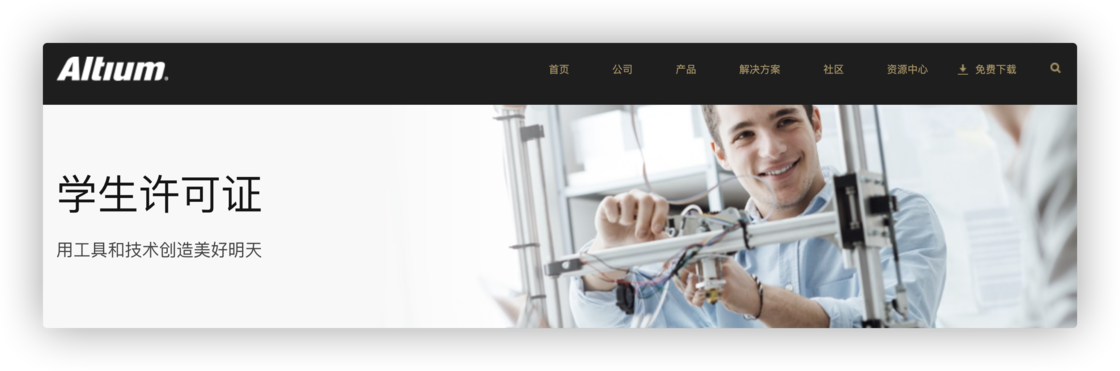 Altium
首页 公司 产品 解决方案 社区 资源中心 免费下载
学生许可证
用工具和技术创造美好明天